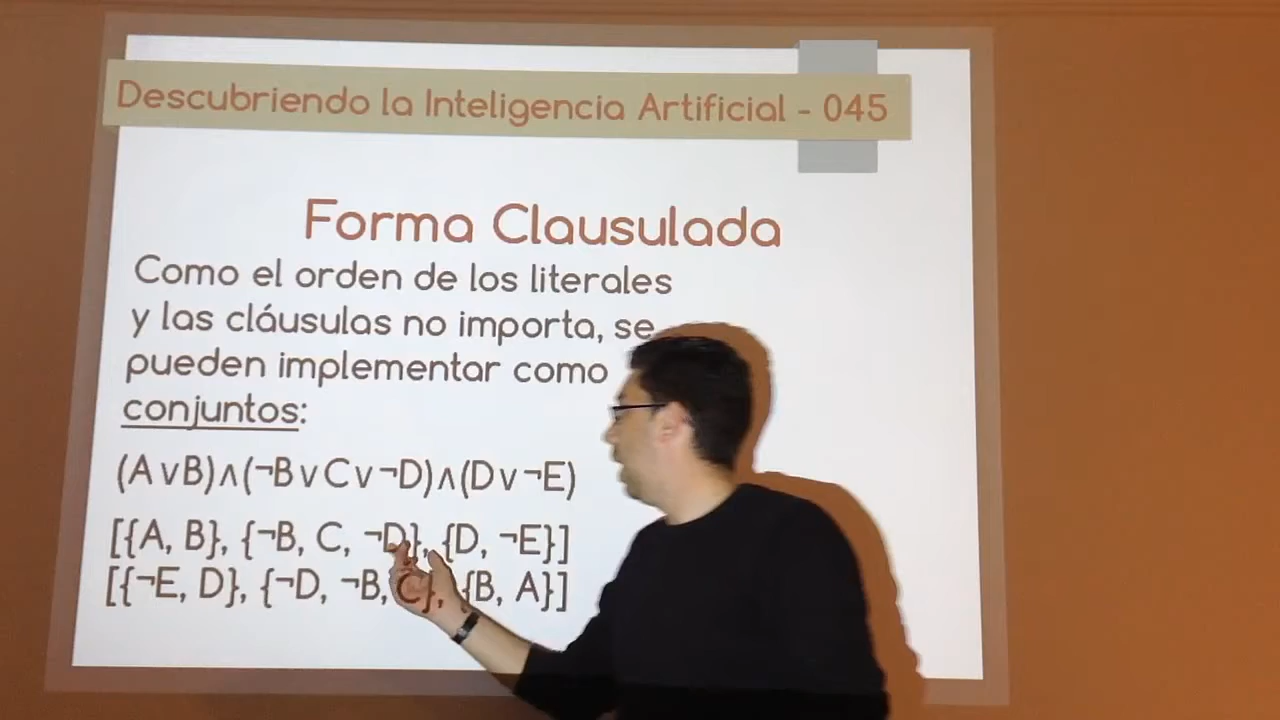 Descubriendo la Inteligencia Artificial - 045
Forma Clausulada
Como el orden de los literales
y las cláusulas no importa, se
pueden implementar como
conjuntos:
(A∨B)∧(¬B∨C∨¬D)∧(D∨¬E)
[{A, B}, {¬B, C, ¬D}, {D, ¬E}]
[{¬E, D}, {¬D, ¬B, C}, {B, A}]